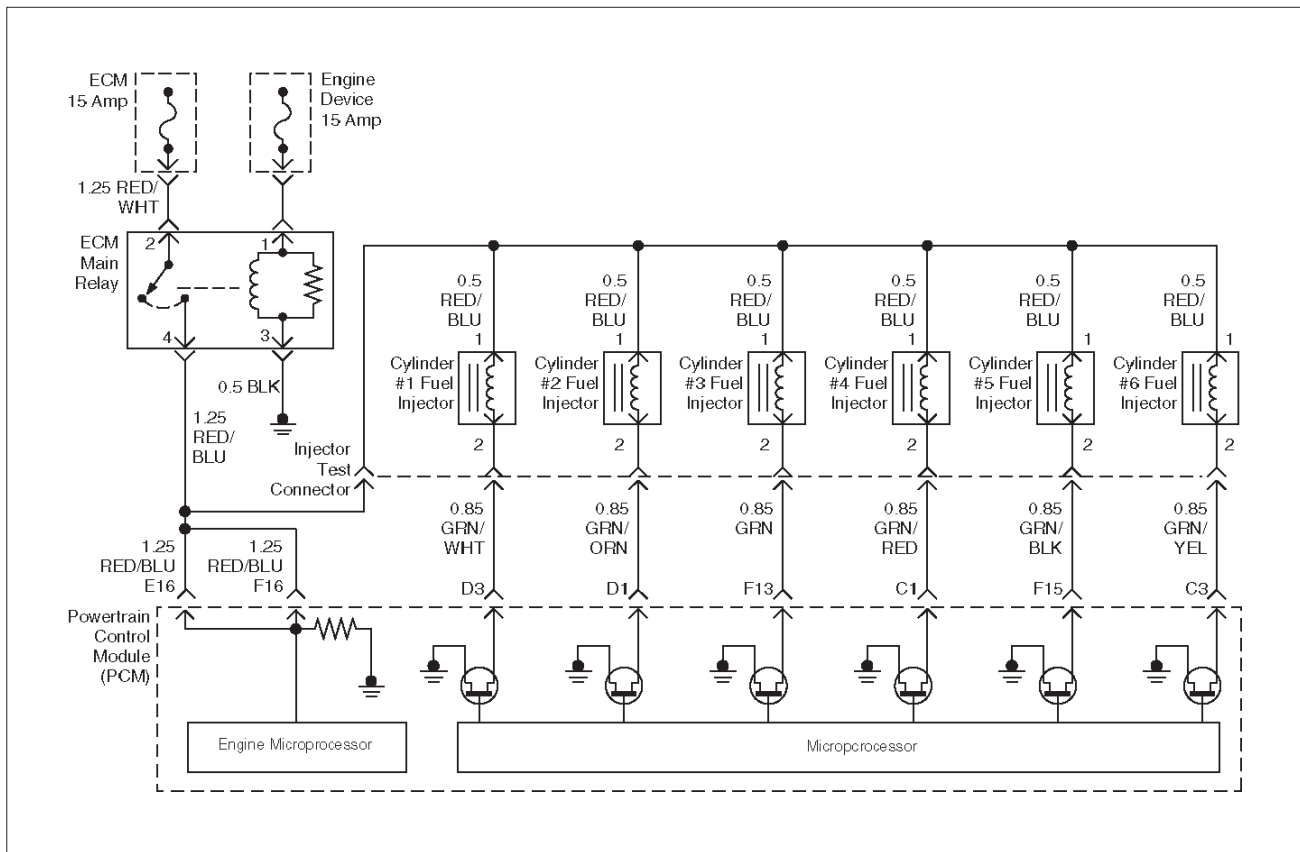 ECM
15 Amp
Engine
Device
15 Amp
1.25 RED/
WHT
ECM
Main
Relay
2
1
4
3
0.5 BLK
1.25
RED/
BLU
Injector
Test
Connector
0.5
RED/
BLU
1
Cylinder
#1 Fuel
Injector
2
0.5
RED/
BLU
1
Cylinder
#2 Fuel
Injector
2
0.5
RED/
BLU
1
Cylinder
#3 Fuel
Injector
2
0.5
RED/
BLU
1
Cylinder
#4 Fuel
Injector
2
0.5
RED/
BLU
1
Cylinder
#5 Fuel
Injector
2
0.5
RED/
BLU
1
Cylinder
#6 Fuel
Injector
2
1.25
RED/BLU
E16
1.25
RED/BLU
F16
0.85
GRN/
WHT
D3
0.85
GRN/
ORN
D1
0.85
GRN
F13
0.85
GRN/
RED
C1
0.85
GRN/
BLK
F15
0.85
GRN/
YEL
C3
Powertrain
Control
Module
(PCM)
Engine Microprocessor
Micropcrocessor